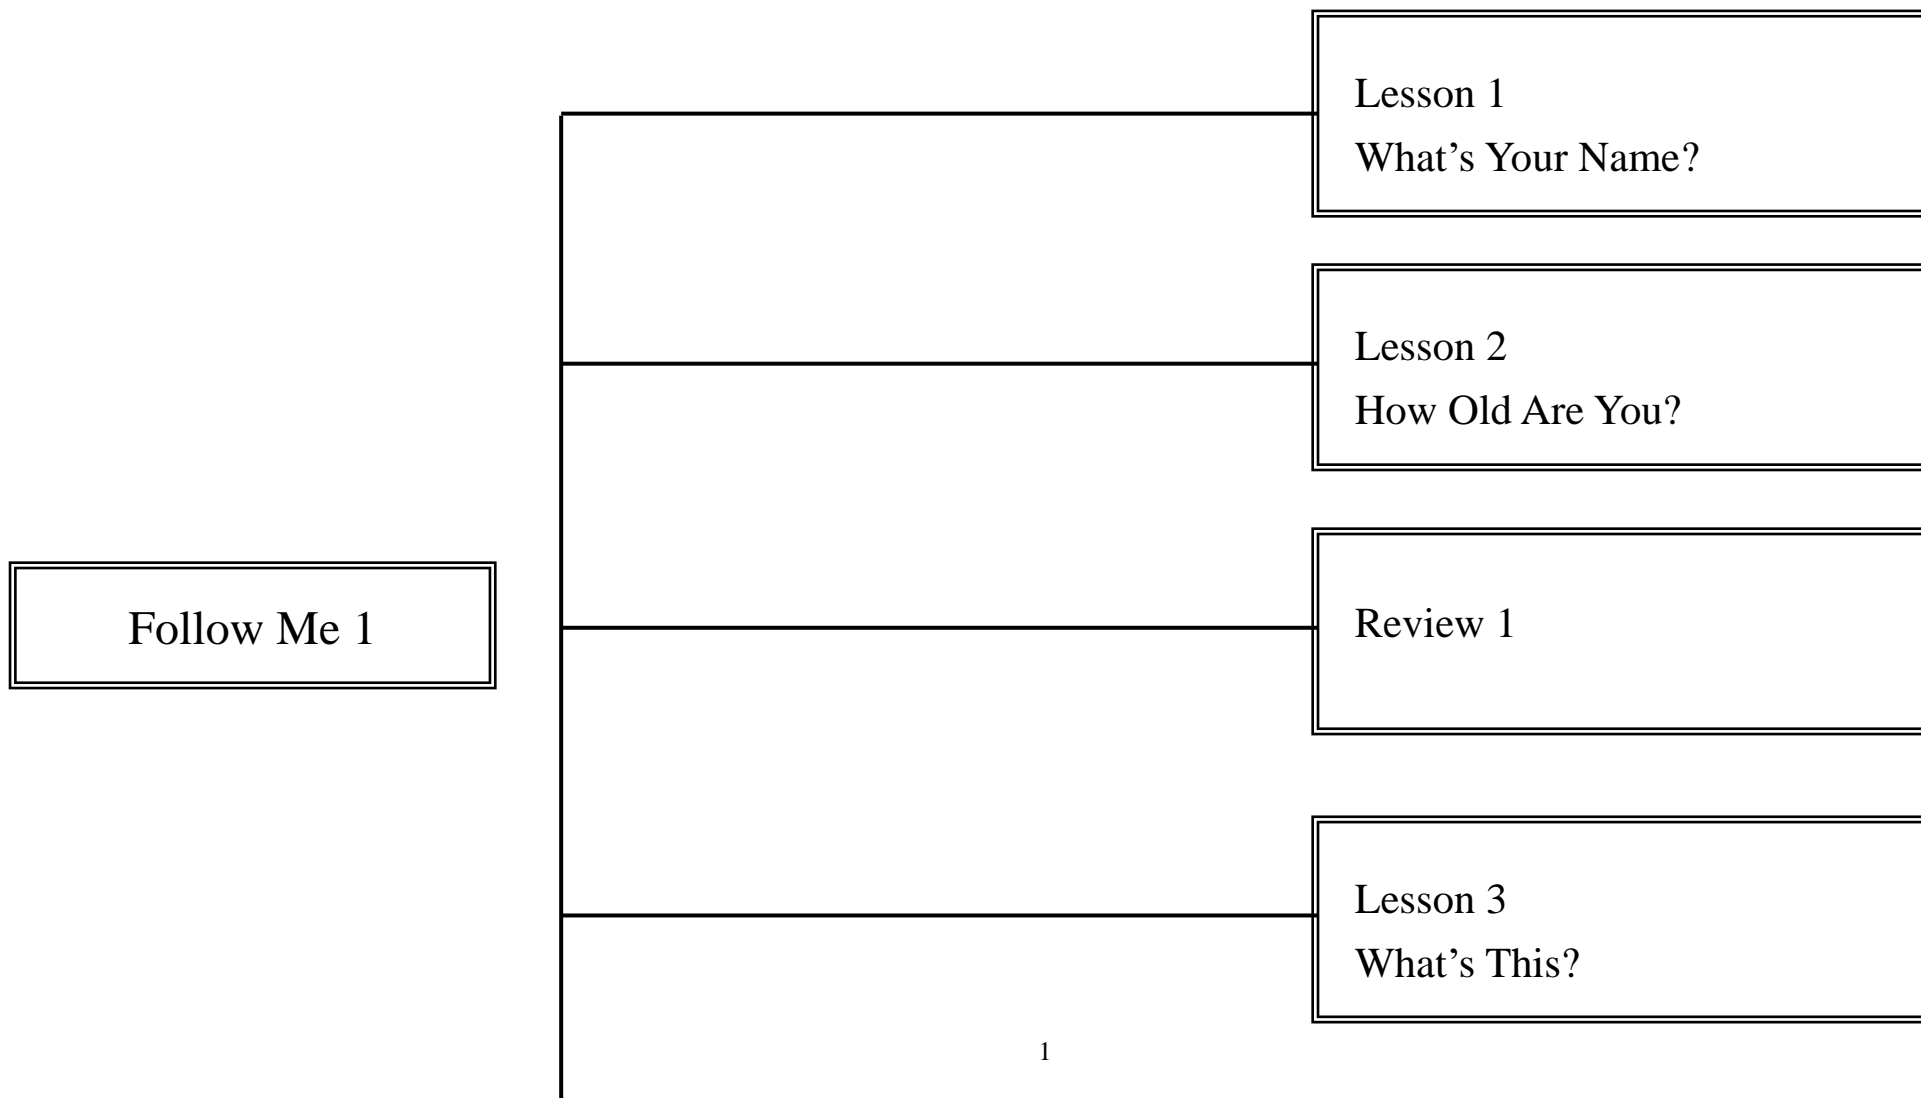 Lesson 1
What’s Your Name?
Lesson 2
How Old Are You?
Follow Me 1
Review 1
Lesson 3
What’s This?
1